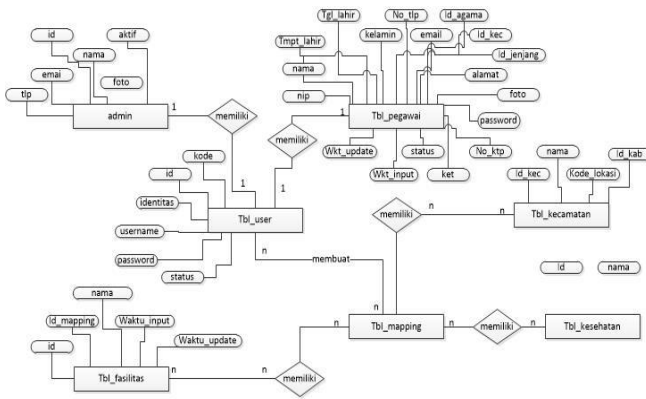 Tgl_lahir
No_tlp
Id_agama
id
aktif
Tmpt_lahir
kelamin
email
Id_kec
nama
Id_jenjang
emai
foto
nama
alamat
tlp
nip
foto
admin
1
memiliki
1
Tbl_pegawai
password
memiliki
Wkt_update
status
No_ktp
kode
Wkt_input
ket
nama
Id_kab
id
1
1
Id_kec
Kode_lokasi
identitas
Tbl_user
memiliki
n
n
Tbl_kecamatan
username
n
n
password
membuat
Id
nama
status
nama
n
n
Id_mapping
Waktu_input
n
Tbl_mapping
n
memiliki
n
Tbl_kesehatan
id
Waktu_update
Tbl_fasilitas
n
n
memiliki